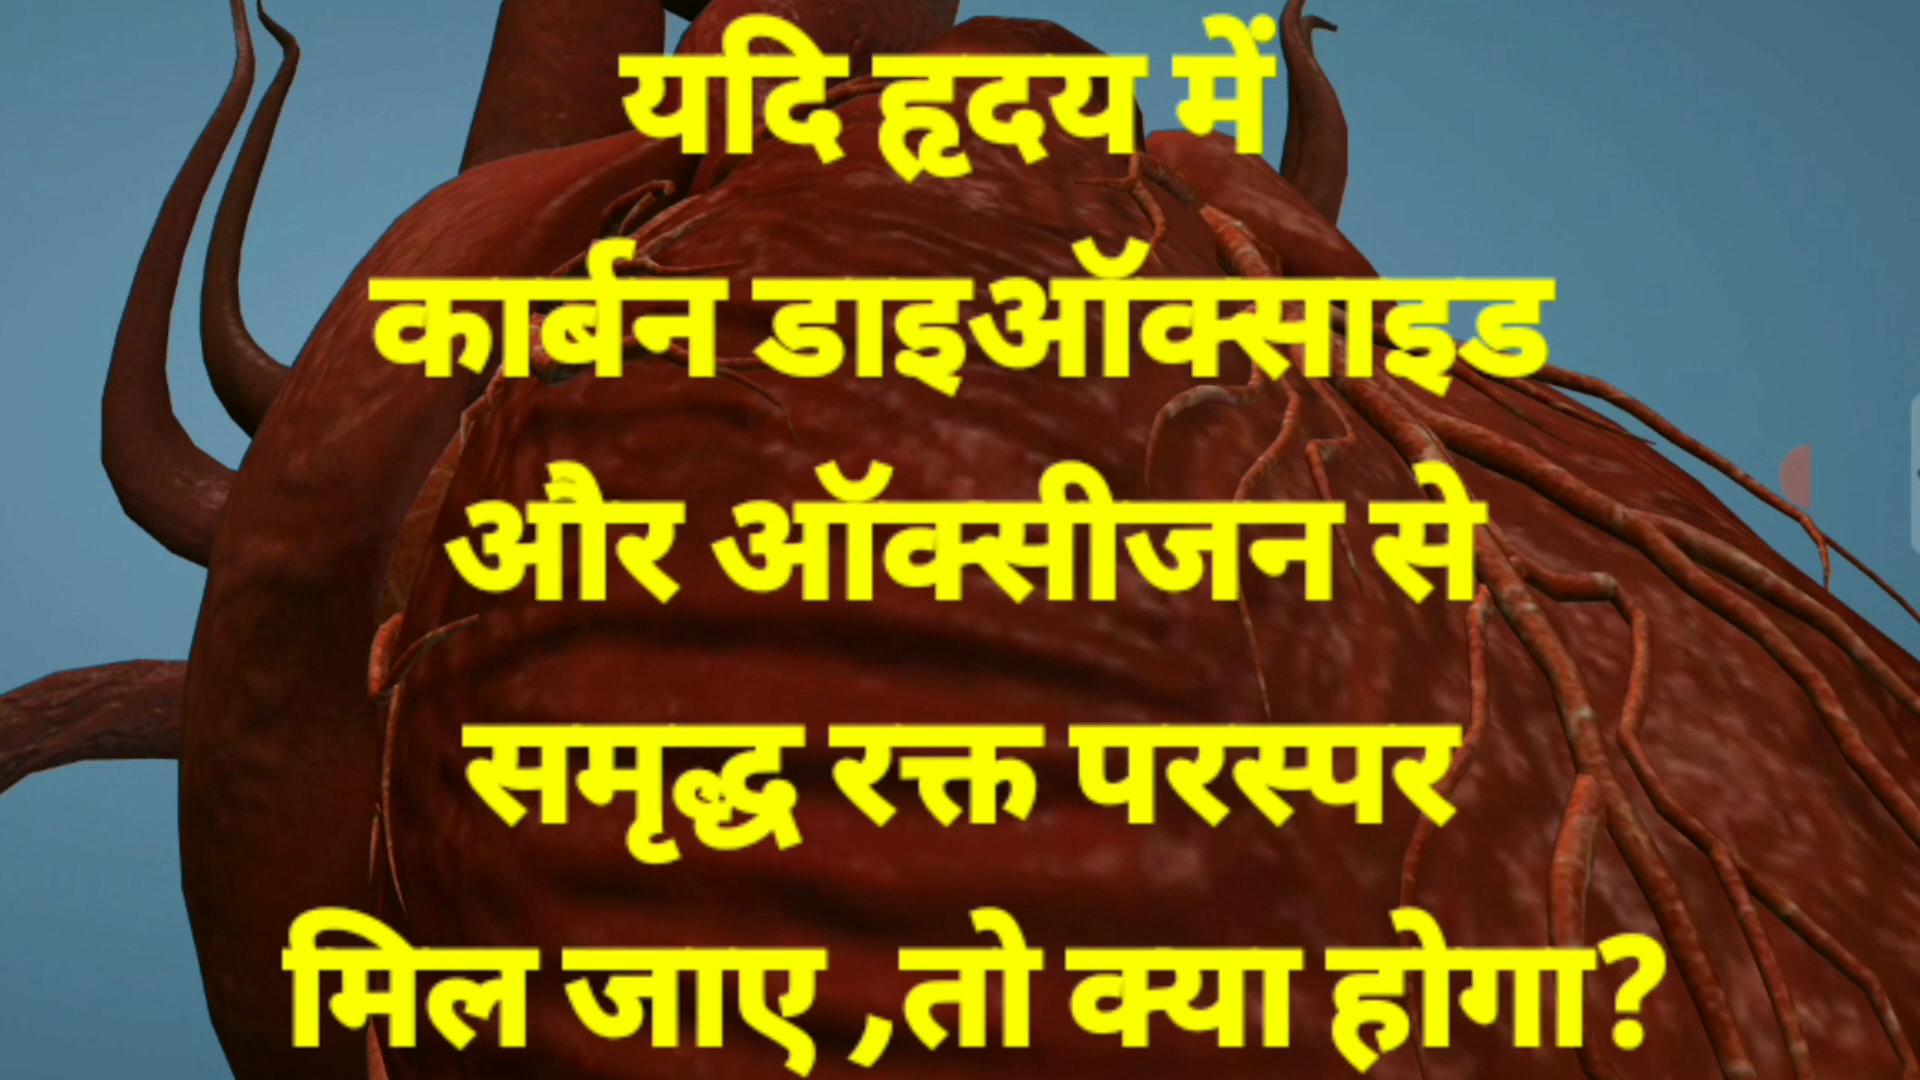 यदि हृदय में
कार्बन डाइऑक्साइड
और ऑक्सीजन से
समृद्ध रक्त परस्पर
मिल जाए ,तो क्या होगा?